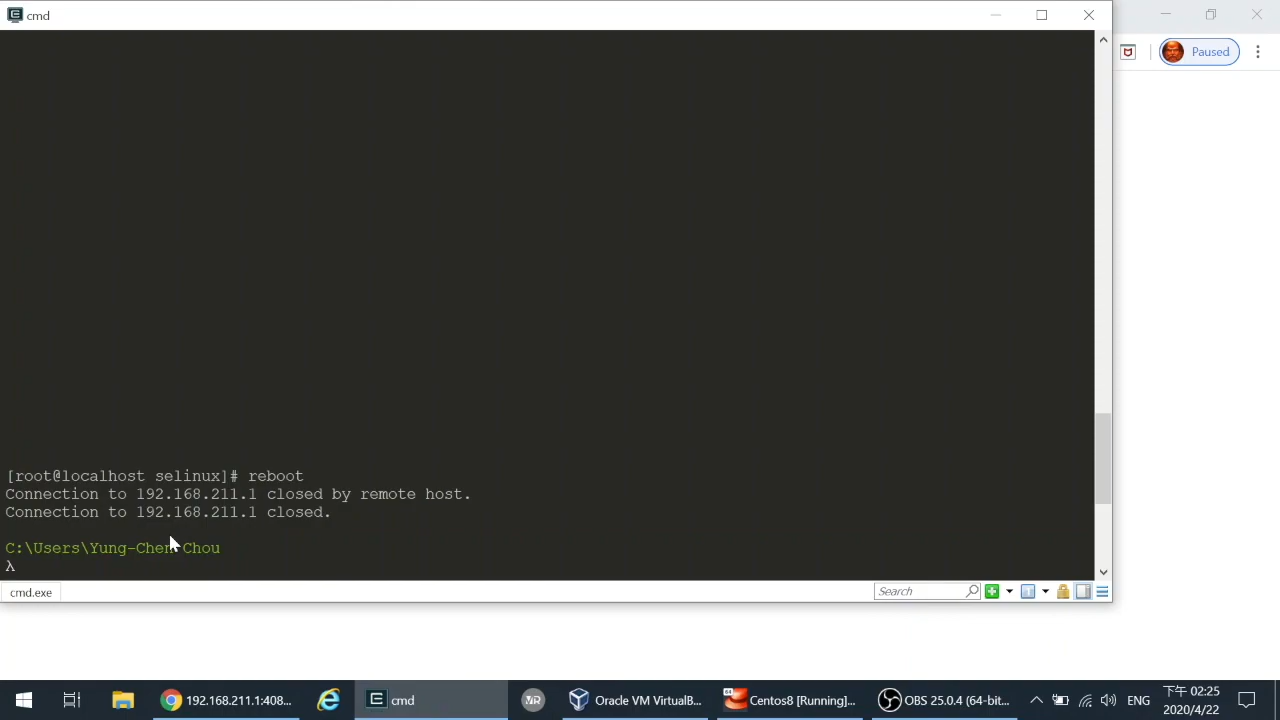 cmd
Paused
[root@localhost selinux]# reboot
Connection to 192.168.211.1 closed by remote host.
Connection to 192.168.211.1 closed.
C:\Users\Yung-Chen Chou
λ
cmd.exe
Search
192.168.211.1:408...
cmd
MR
Oracle VM VirtualB...
64
Centos8 [Running]...
OBS 25.0.4 (64-bit...
ENG
下午 02:25
2020/4/22